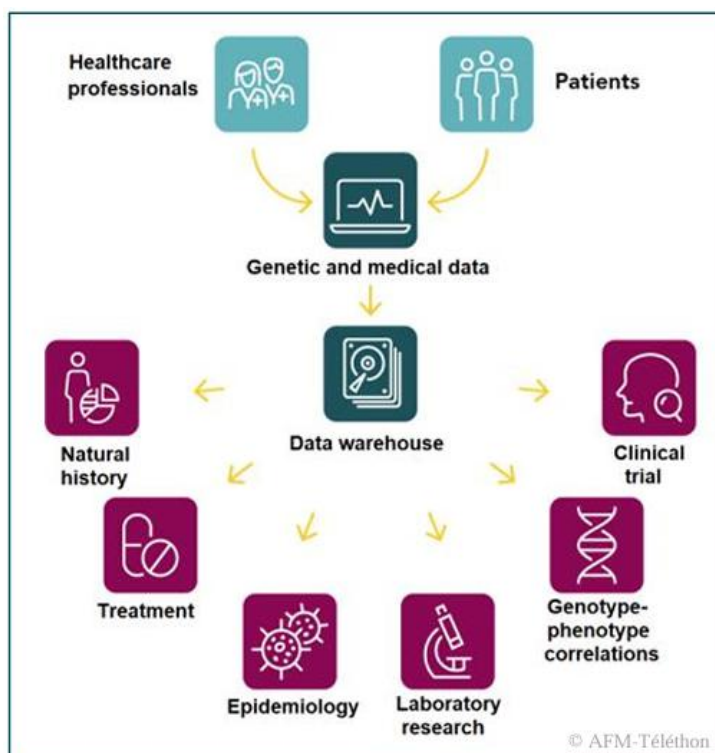 Healthcare
professionals
Patients
Genetic and medical data
Data warehouse
Natural
history
Clinical
trial
Treatment
Genotype-
phenotype
correlations
Epidemiology
Laboratory
research
© AFM-Téléthon